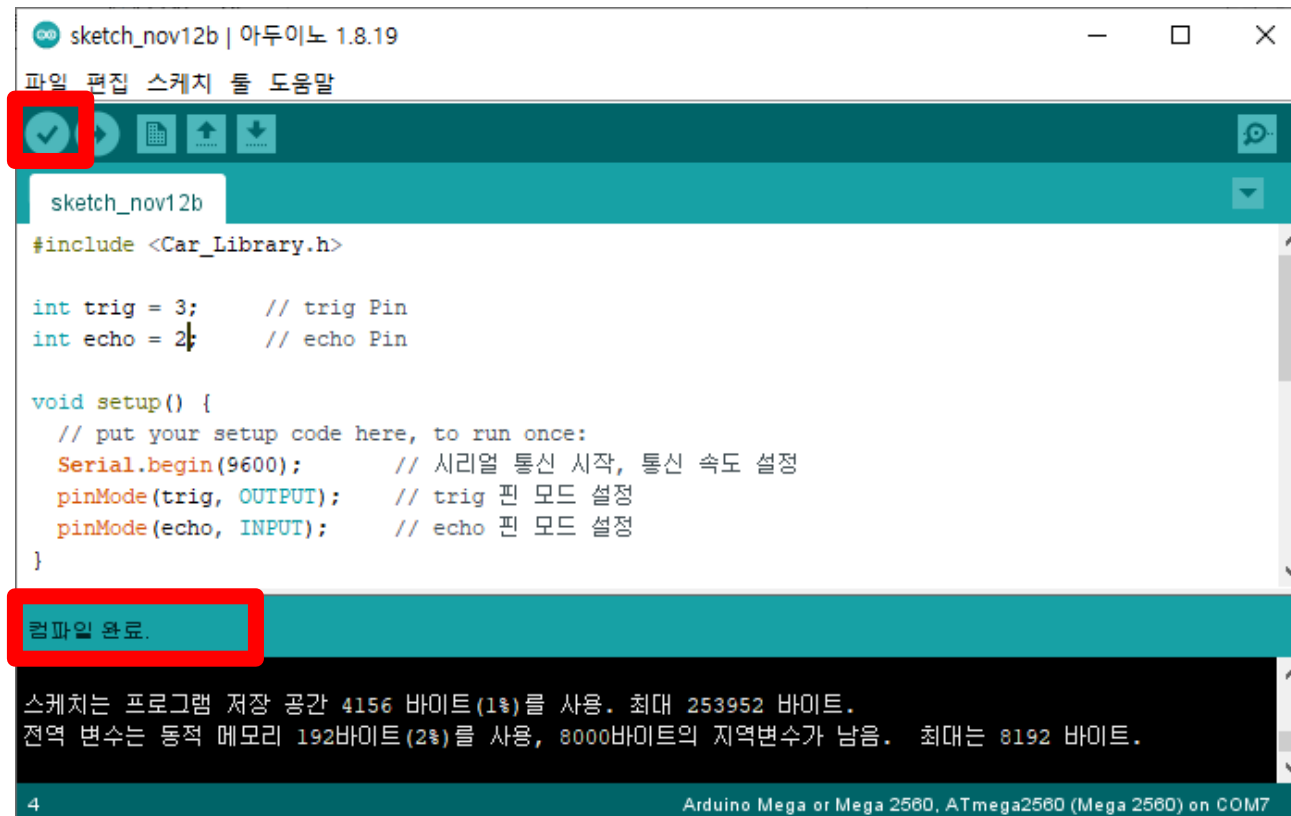 sketch_nov12b | 아두이노 1.8.19
파일 편집 스케치 툴 도움말
sketch_nov12b
#include <Car_Library.h>
int trig = 3;      // trig Pin
int echo = 2;      // echo Pin
void setup() {
  // put your setup code here, to run once:
  Serial.begin(9600);       // 시리얼 통신 시작, 통신 속도 설정
  pinMode(trig, OUTPUT);    // trig 핀 모드 설정
  pinMode(echo, INPUT);     // echo 핀 모드 설정
}
컴파일 완료.
스케치는 프로그램 저장 공간 4156 바이트(1%)를 사용. 최대 253952 바이트.
전역 변수는 동적 메모리 192바이트(2%)를 사용, 8000바이트의 지역변수가 남음.  최대는 8192 바이트.
4 Arduino Mega or Mega 2560, ATmega2560 (Mega 2560) on COM7